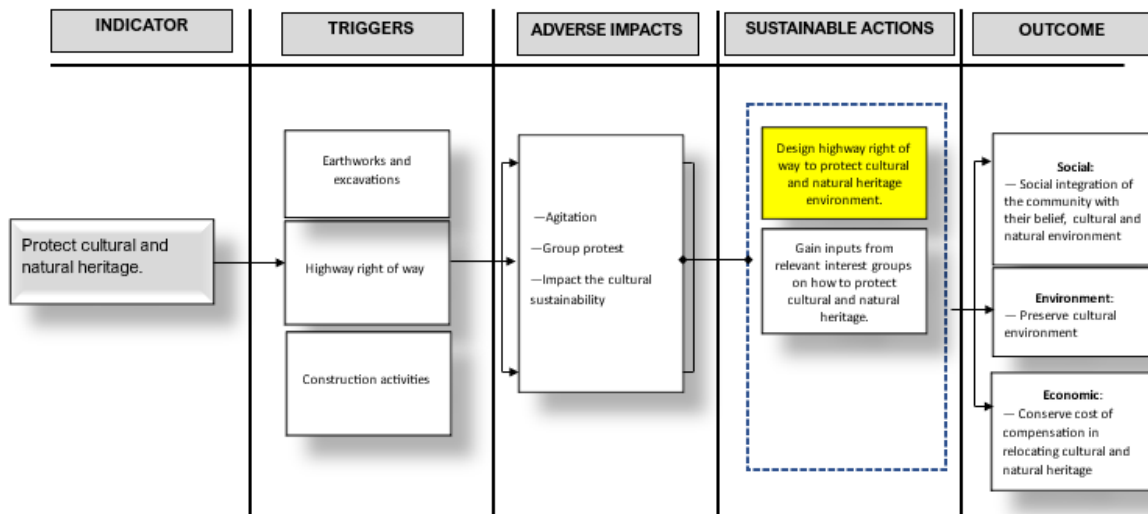 INDICATOR
TRIGGERS
ADVERSE IMPACTS
SUSTAINABLE ACTIONS
OUTCOME
Protect cultural and
natural heritage.
Earthworks and
excavations
Highway right of way
Construction activities
—Agitation
—Group protest
—Impact the cultural
sustainability
Design highway right of
way to protect cultural
and natural heritage
environment.
Gain inputs from
relevant interest groups
on how to protect
cultural and natural
heritage.
Social:
— Social integration of
the community with
their belief, cultural and
natural environment
Environment:
— Preserve cultural
environment
Economic:
— Conserve cost of
compensation in
relocating cultural and
natural heritage